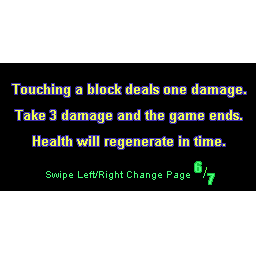 Touching a block deals one damage.
Take 3 damage and the game ends.
Health will regenerate in time.
Swipe Left/Right Change Page 6/7